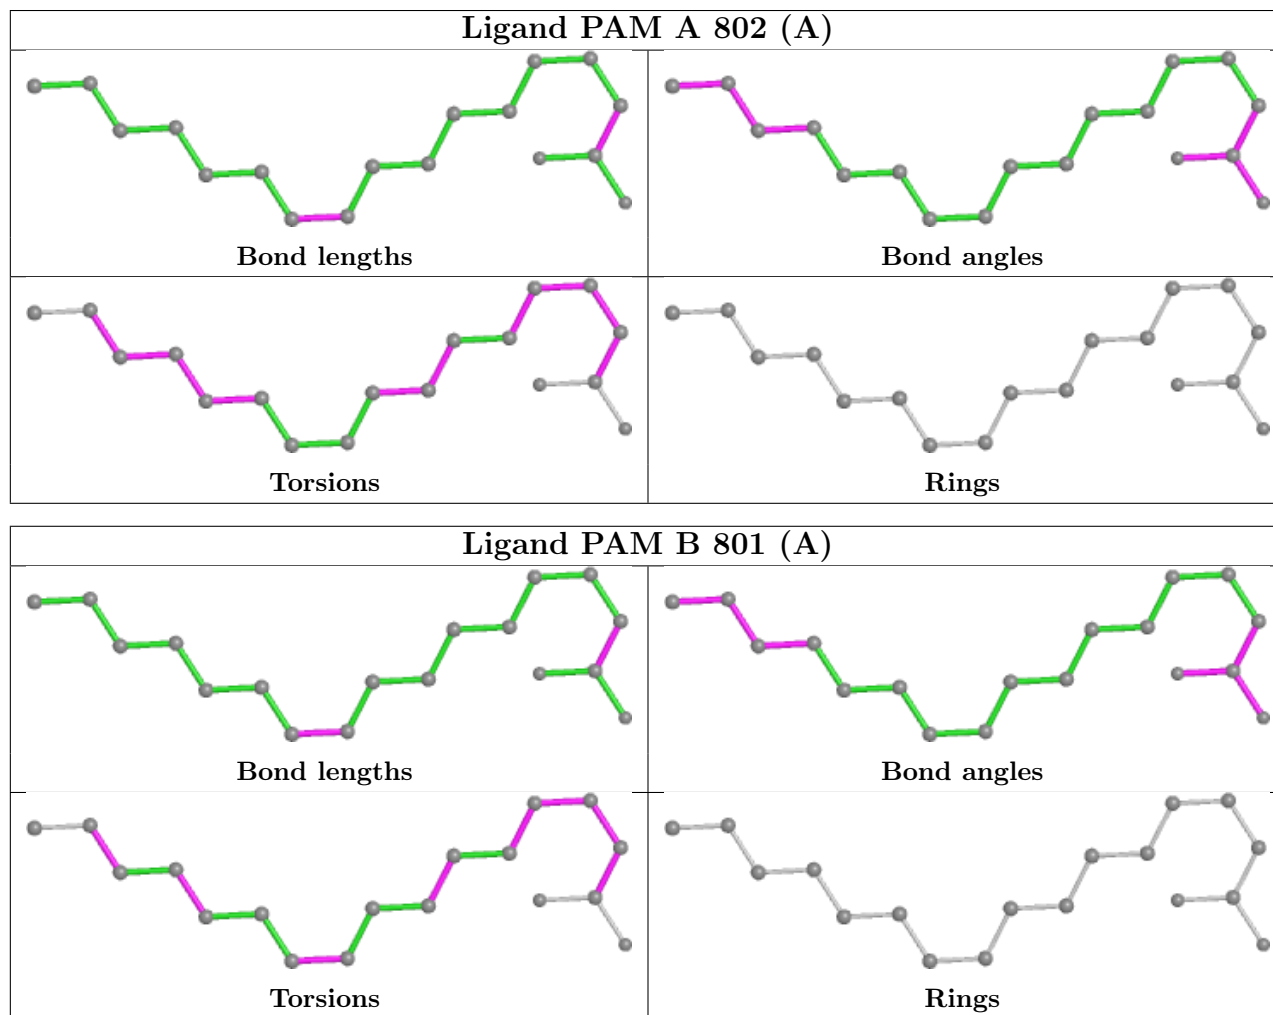 Ligand PAM A 802 (A)
Bond lengths
Bond angles
Torsions
Rings
Ligand PAM B 801 (A)
Bond lengths
Bond angles
Torsions
Rings